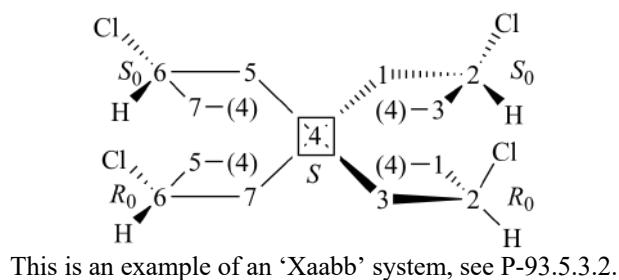 Cl Cl
S₀ 6 5 1 2 S₀
H 7–(4) (4)–3 H
4
Cl 5–(4) S (4)–1 Cl
R₀ 6 7 3 2 R₀
H H
This is an example of an ‘Xaabb’ system, see P-93.5.3.2.